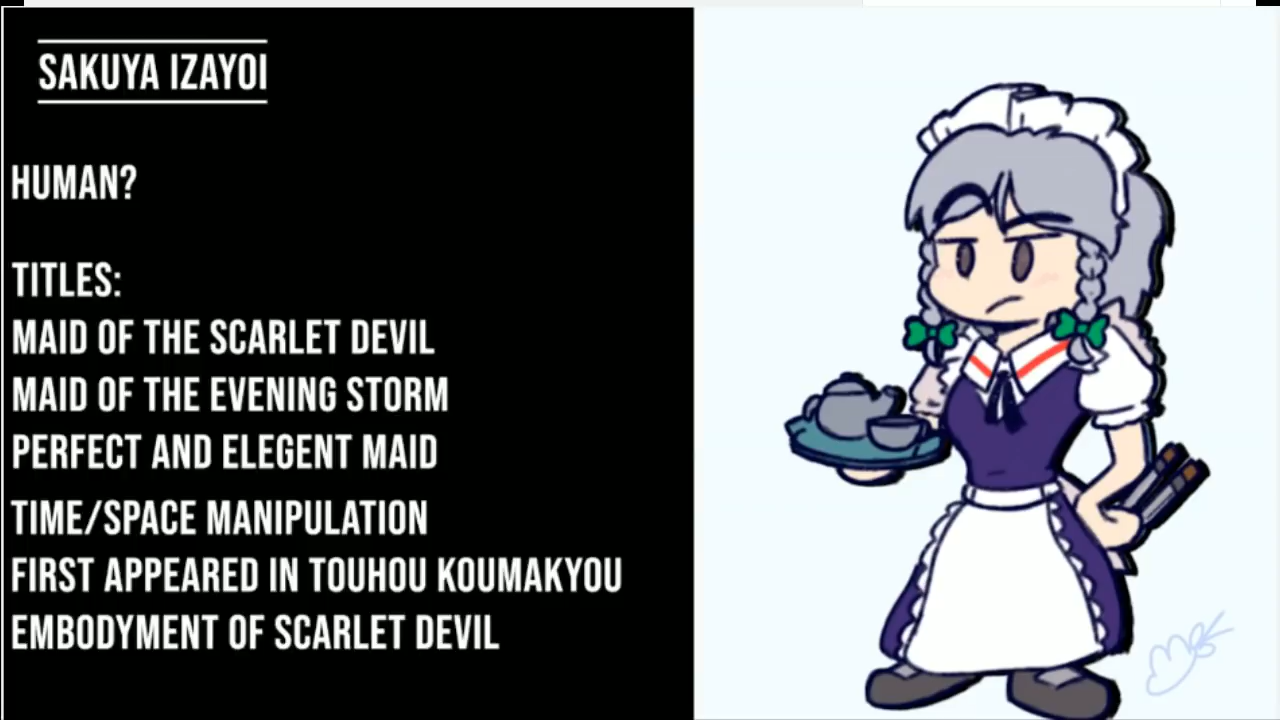 SAKUYA IZAYOI
HUMAN?
TITLES:
MAID OF THE SCARLET DEVIL
MAID OF THE EVENING STORM
PERFECT AND ELEGENT MAID
TIME/SPACE MANIPULATION
FIRST APPEARED IN TOUHOU KOUMAKYOU
EMBODYMENT OF SCARLET DEVIL